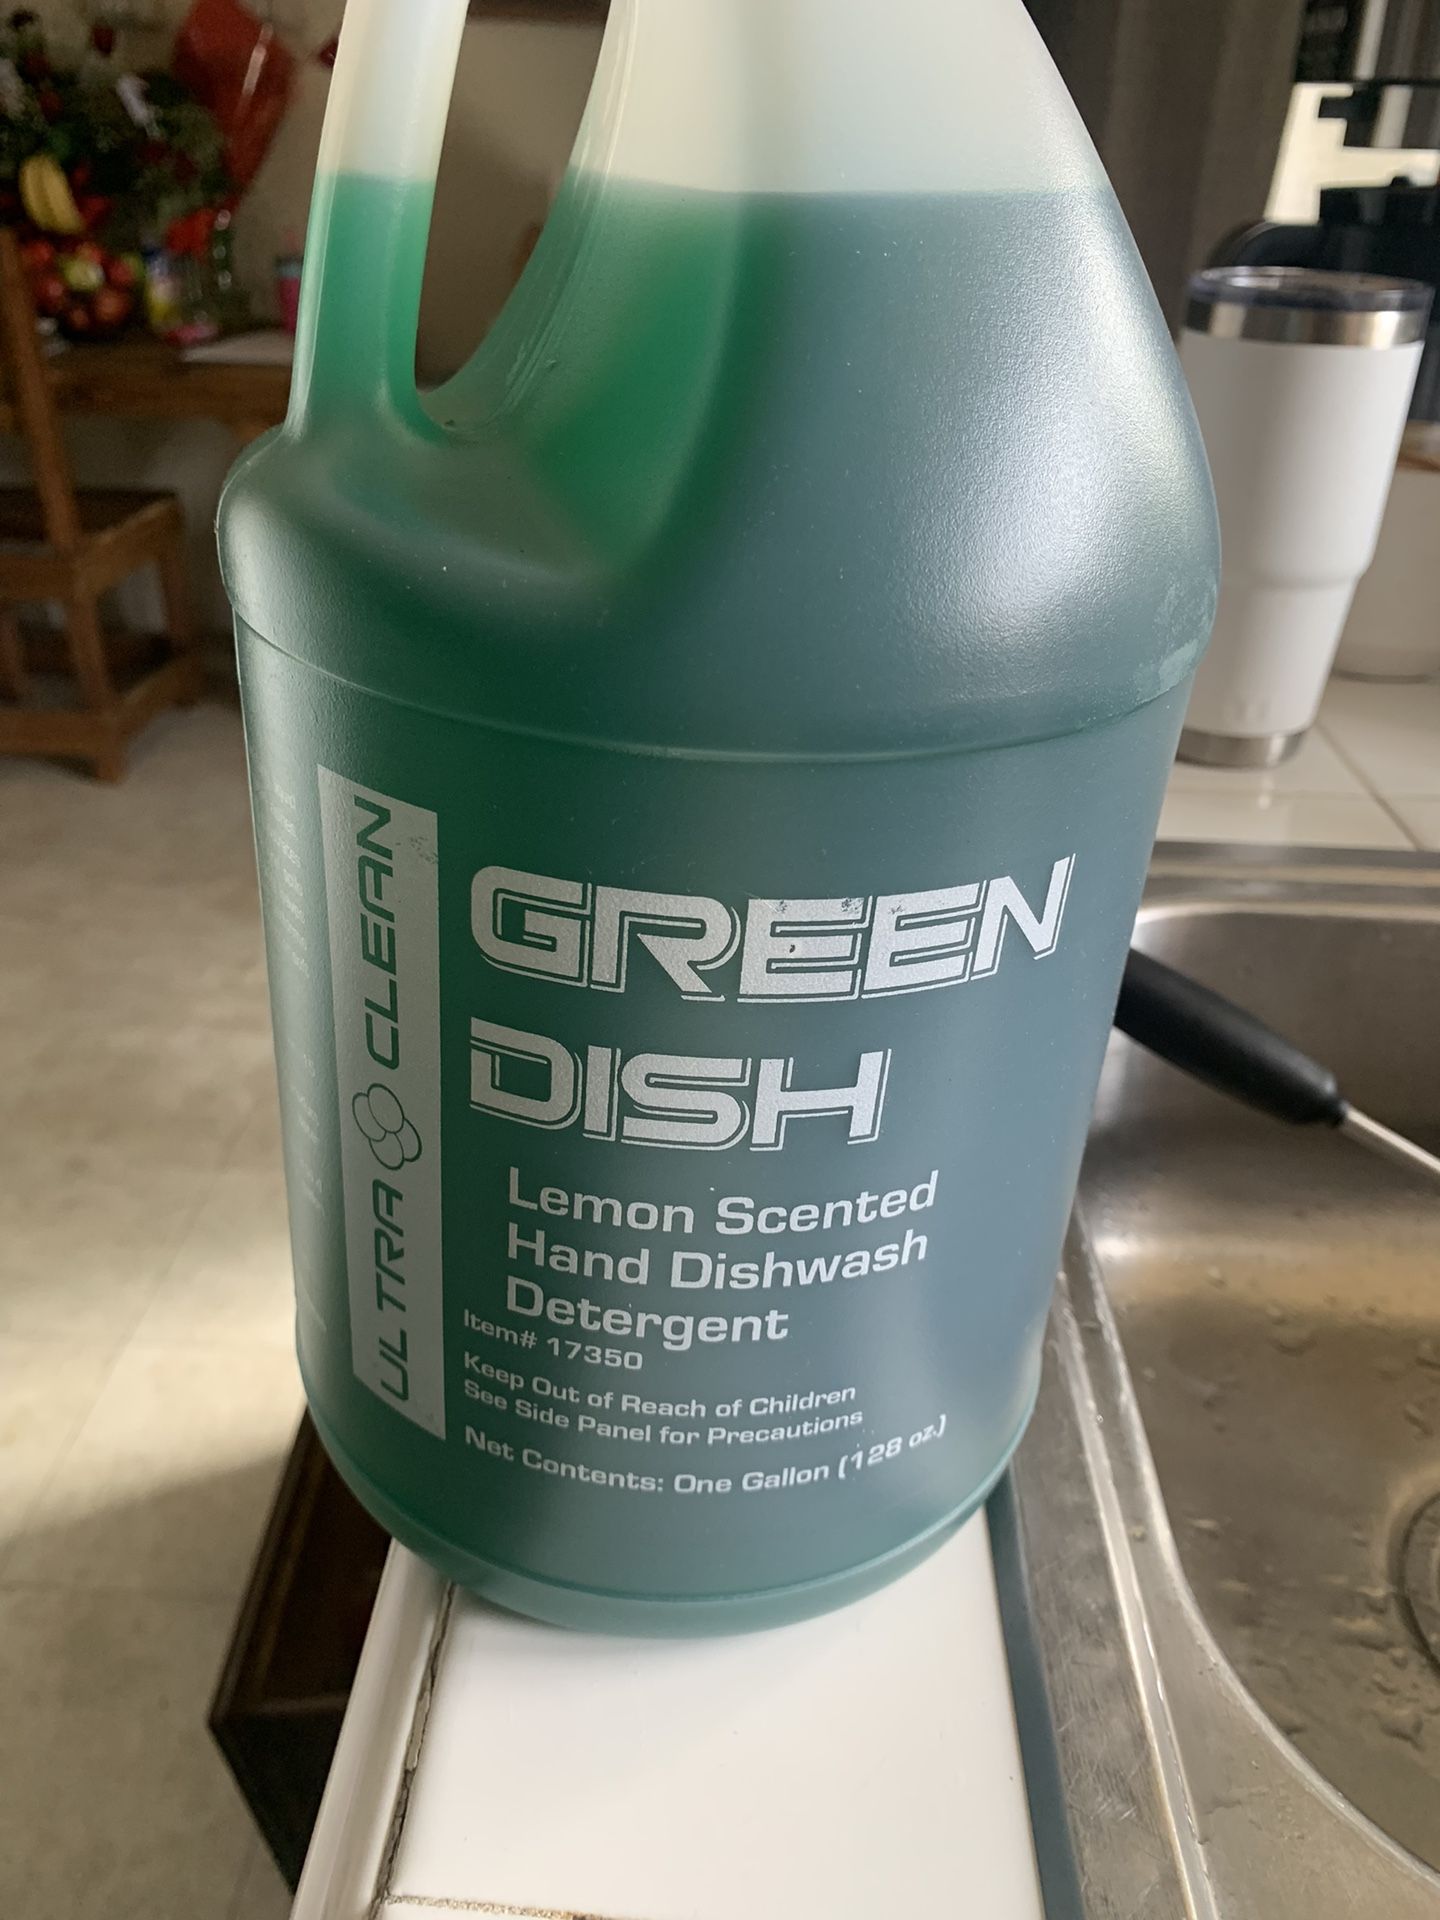 ULTRA CLEAN
GREEN
DISH
Lemon Scented
Hand Dishwash
Detergent
Item# 17350
Keep Out of Reach of Children
See Side Panel for Precautions
Net Contents: One Gallon (128 oz.)